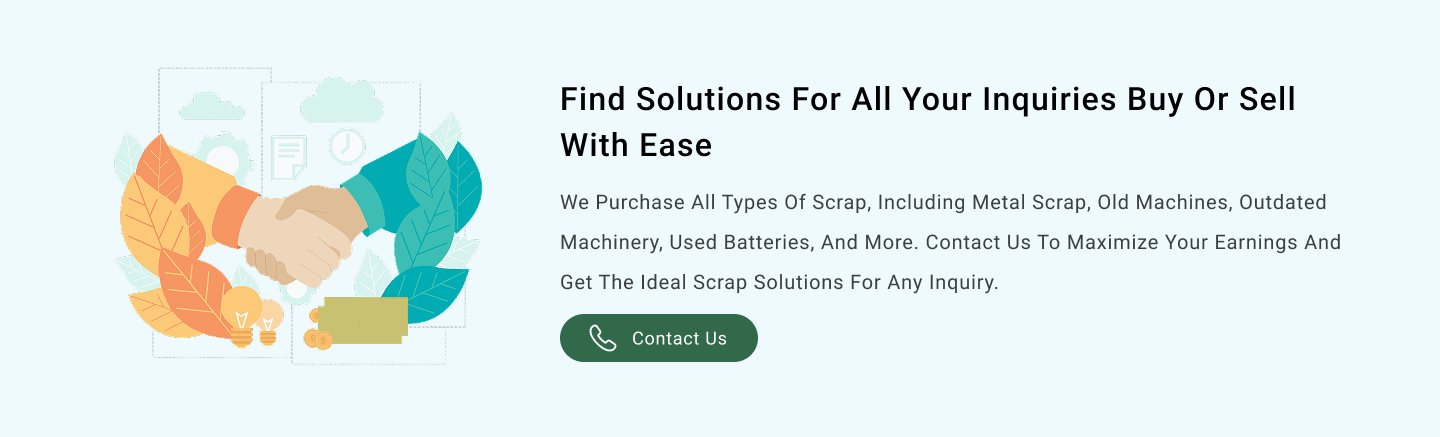 Find Solutions For All Your Inquiries Buy Or Sell
With Ease
We Purchase All Types Of Scrap, Including Metal Scrap, Old Machines, Outdated
Machinery, Used Batteries, And More. Contact Us To Maximize Your Earnings And
Get The Ideal Scrap Solutions For Any Inquiry.
Contact Us